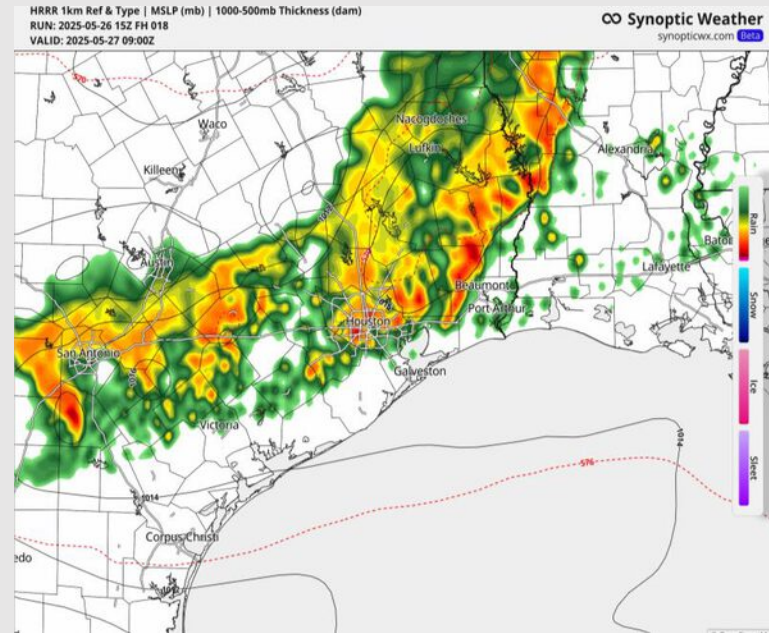 HRRR 1km Ref & Type | MSLP (mb) | 1000-500mb Thickness (dam)
RUN: 2025-05-26 15Z FH 018
VALID: 2025-05-27 09:00Z
Synoptic Weather
synopticwx.com Beta
570
Nacogdoches
Waco
Lufkin
Alexandria
Killeen
Rain
Austin
Baton
Lafayette
Beaumont
Snow
Port Arthur
Houston
San Antonio
Galveston
Ice
Victoria
1014
576
Sleet
1014
Corpus Christi
edo